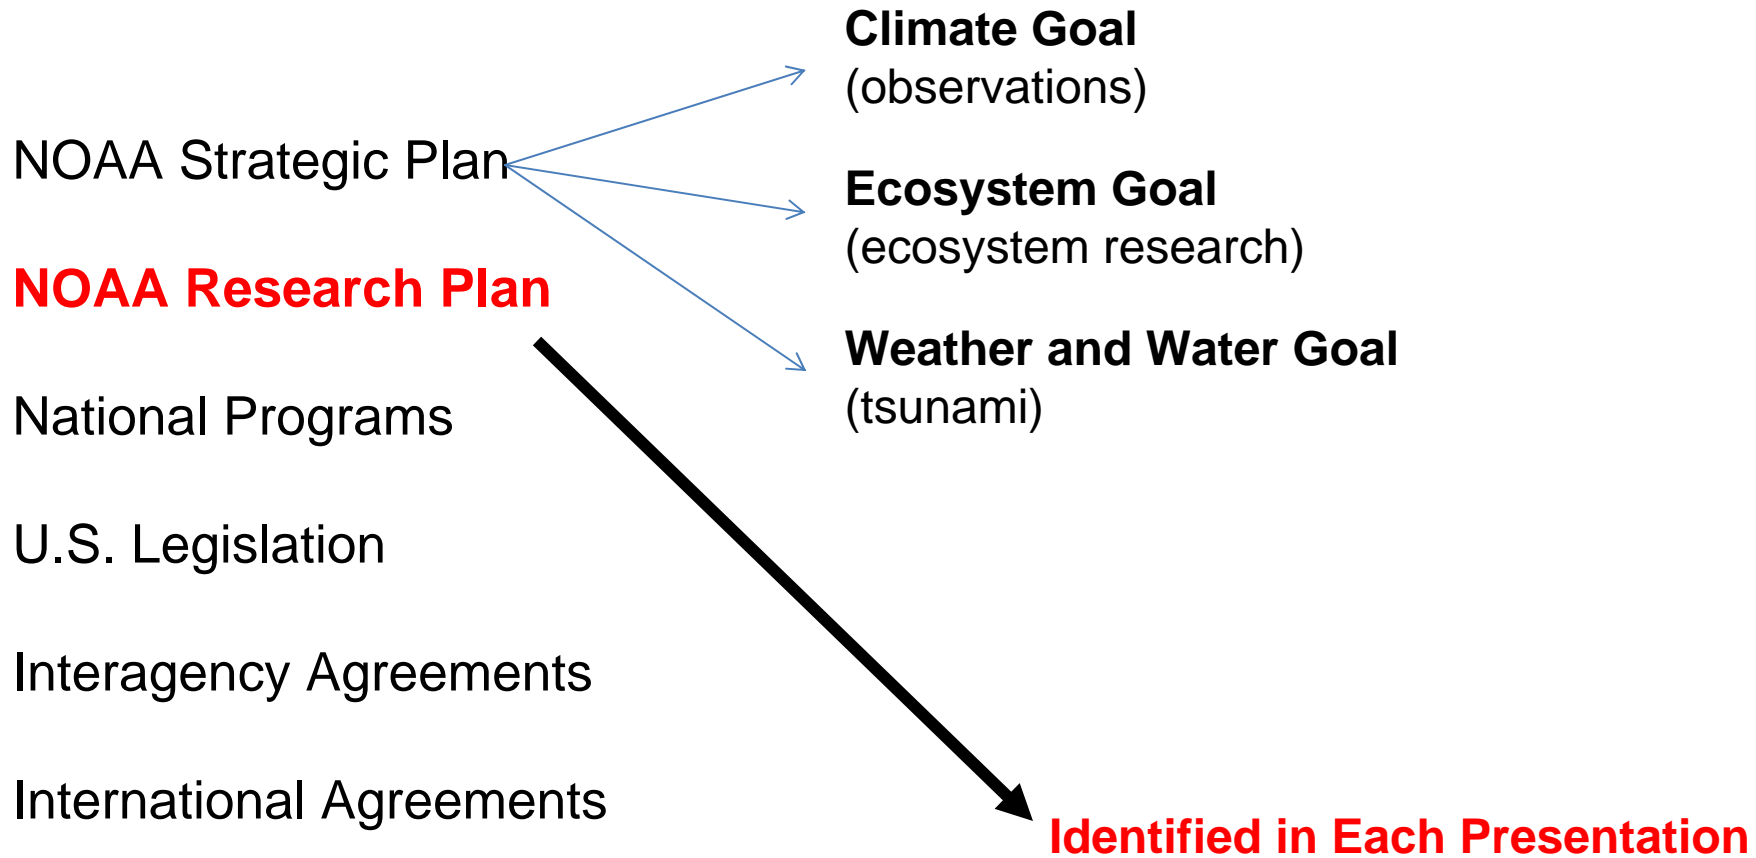 NOAA Strategic Plan
NOAA Research Plan
National Programs
U.S. Legislation
Interagency Agreements
International Agreements
Climate Goal
(observations)
Ecosystem Goal
(ecosystem research)
Weather and Water Goal
(tsunami)
Identified in Each Presentation